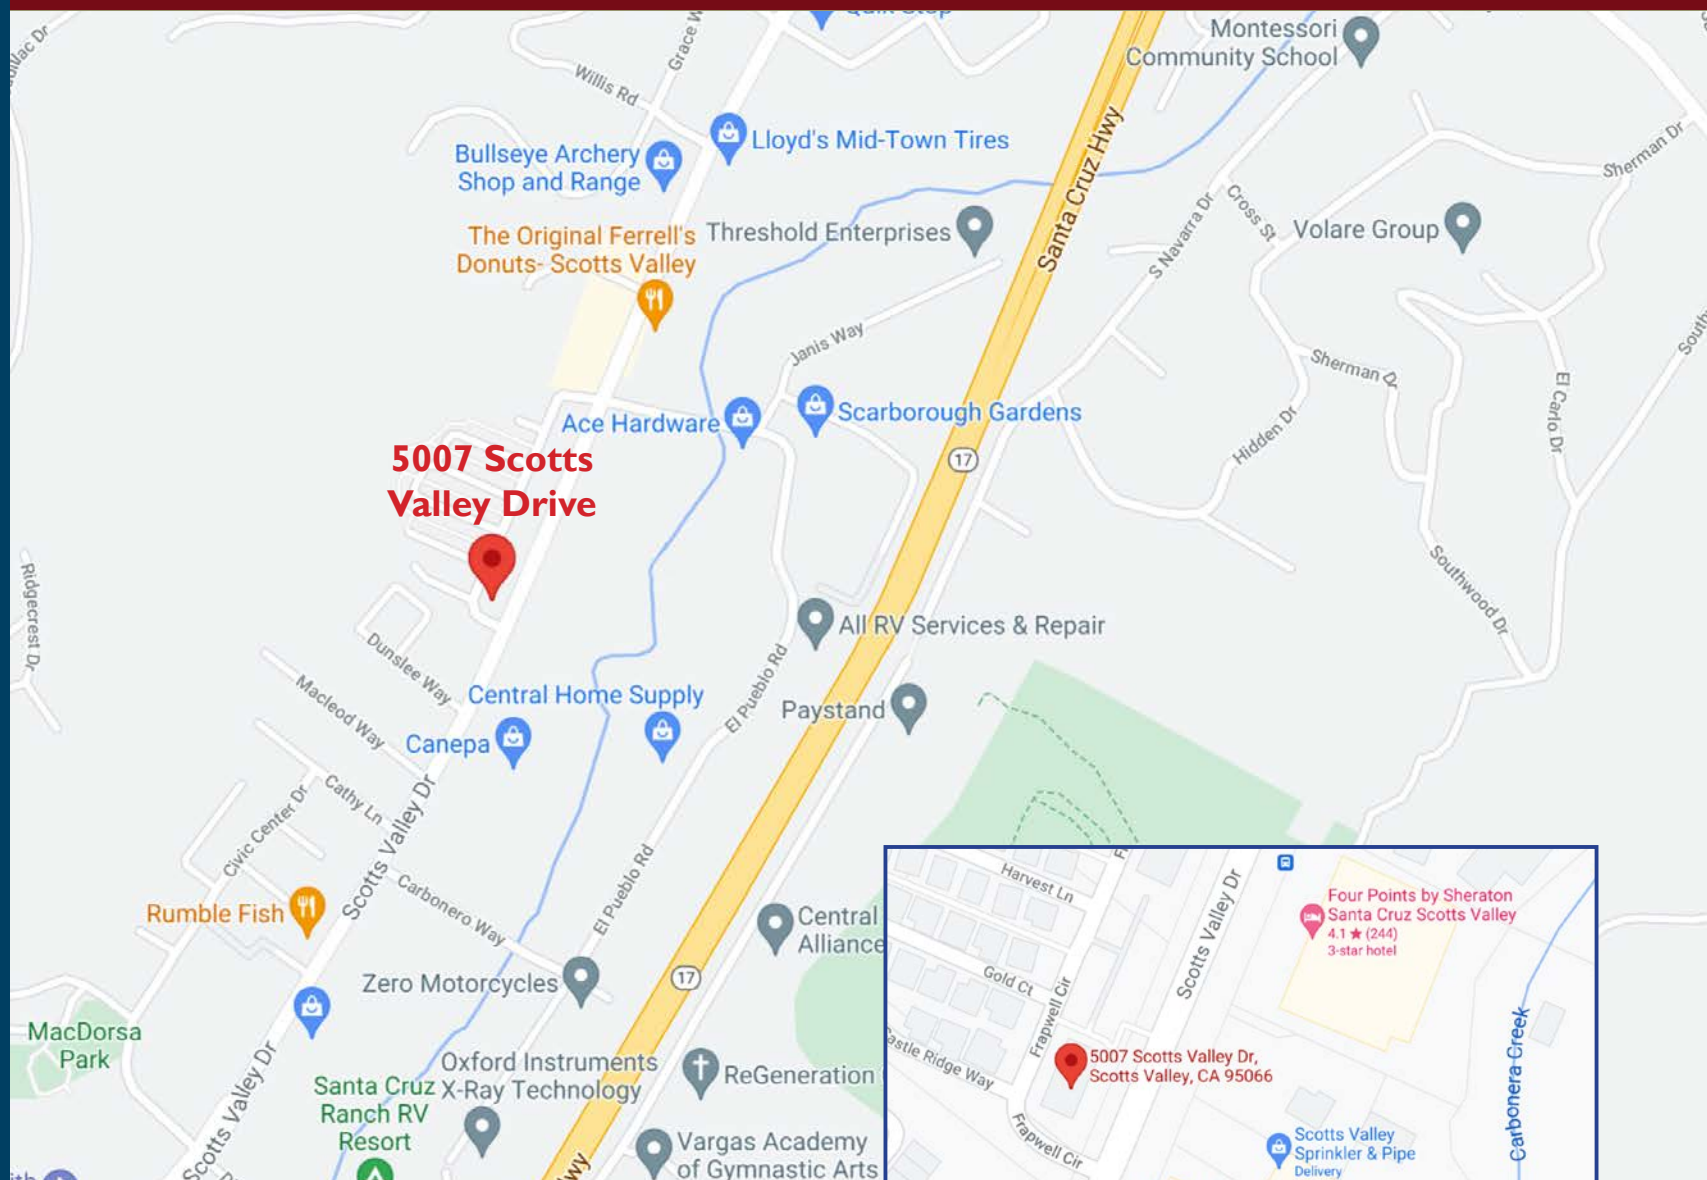 Quik Stop
Montessori
Community School
Grace W
Willis Rd
Santa Cruz Hwy
Lloyd's Mid-Town Tires
Bullseye Archery
Shop and Range
Sherman Dr
Cross St
Volare Group
S Navarra Dr
The Original Ferrell's
Donuts- Scotts Valley
Threshold Enterprises
Janis Way
Sherman Dr
El Carlo Dr
Ace Hardware
Scarborough Gardens
Hidden Dr
17
5007 Scotts
Valley Drive
Southwood Dr
Ridgecrest Dr
All RV Services & Repair
Dunslee Way
El Pueblo Rd
Macleod Way
Central Home Supply
Paystand
Canepa
Cathy Ln
Civic Center Dr
Scotts Valley Dr
Carbonero Way
El Pueblo Rd
Rumble Fish
Central
Alliance
Zero Motorcycles
17
MacDorsa
Park
Scotts Valley Dr
Santa Cruz
Ranch RV
Resort
Oxford Instruments
X-Ray Technology
ReGeneration
Vargas Academy
of Gymnastic Arts
Harvest Ln
Scotts Valley Dr
Four Points by Sheraton
Santa Cruz Scotts Valley
4.1 ★ (244)
3-star hotel
Gold Ct
Frapwell Cir
Carbonera Creek
astle Ridge Way
5007 Scotts Valley Dr,
Scotts Valley, CA 95066
Frapwell Cir
Scotts Valley
Sprinkler & Pipe
Delivery